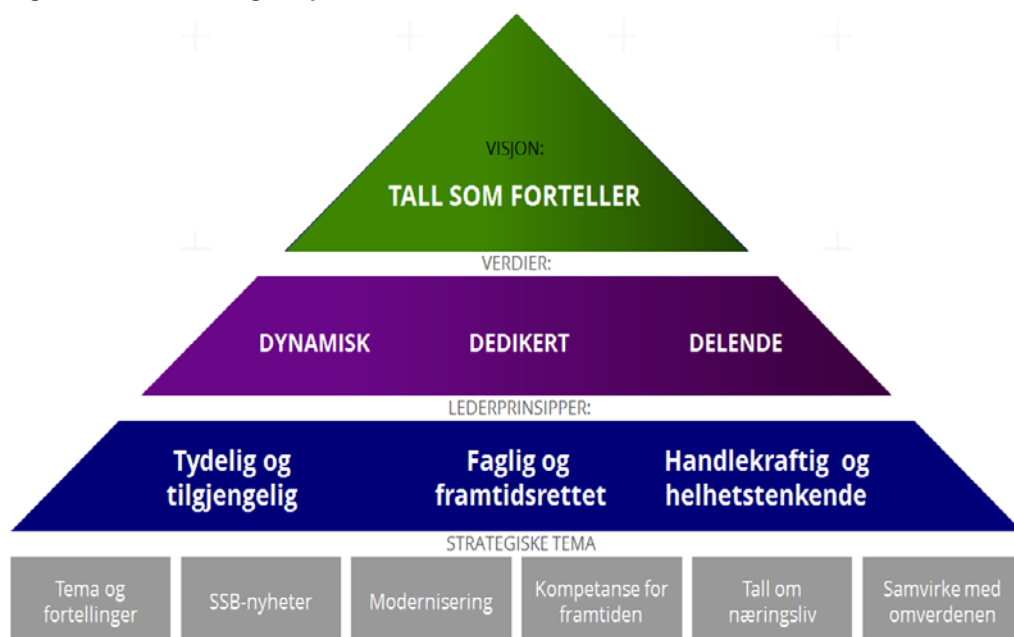 VISJON:
TALL SOM FORTELLER
VERDIER:
DYNAMISK DEDIKERT DELENDE
LEDERPRINSIPPER:
Tydelig og Faglig og Handlekraftig og
tilgjengelig framtidsrettet helhetstenkende
STRATEGISKE TEMA
Tema og Kompetanse for Tall om Samvirke med
SSB-nyheter Modernisering
fortellinger framtiden næringsliv omverdenen